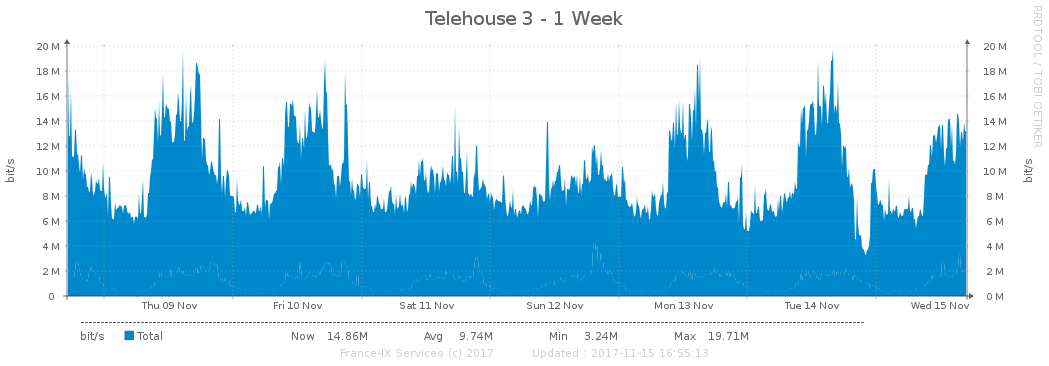 Telehouse 3 - 1 Week
RRDTOOL / TOBI OETIKER
20 M 20 M
18 M 18 M
16 M 16 M
14 M 14 M
12 M 12 M
10 M 10 M
8 M 8 M
6 M 6 M
4 M 4 M
2 M 2 M
0 0 M
bit/s
bit/s
Thu 09 Nov Fri 10 Nov Sat 11 Nov Sun 12 Nov Mon 13 Nov Tue 14 Nov Wed 15 Nov
bit/s Total Now 14.86M Avg 9.74M Min 3.24M Max 19.71M
France-IX Services (c) 2017 Updated : 2017-11-15 16:55:13